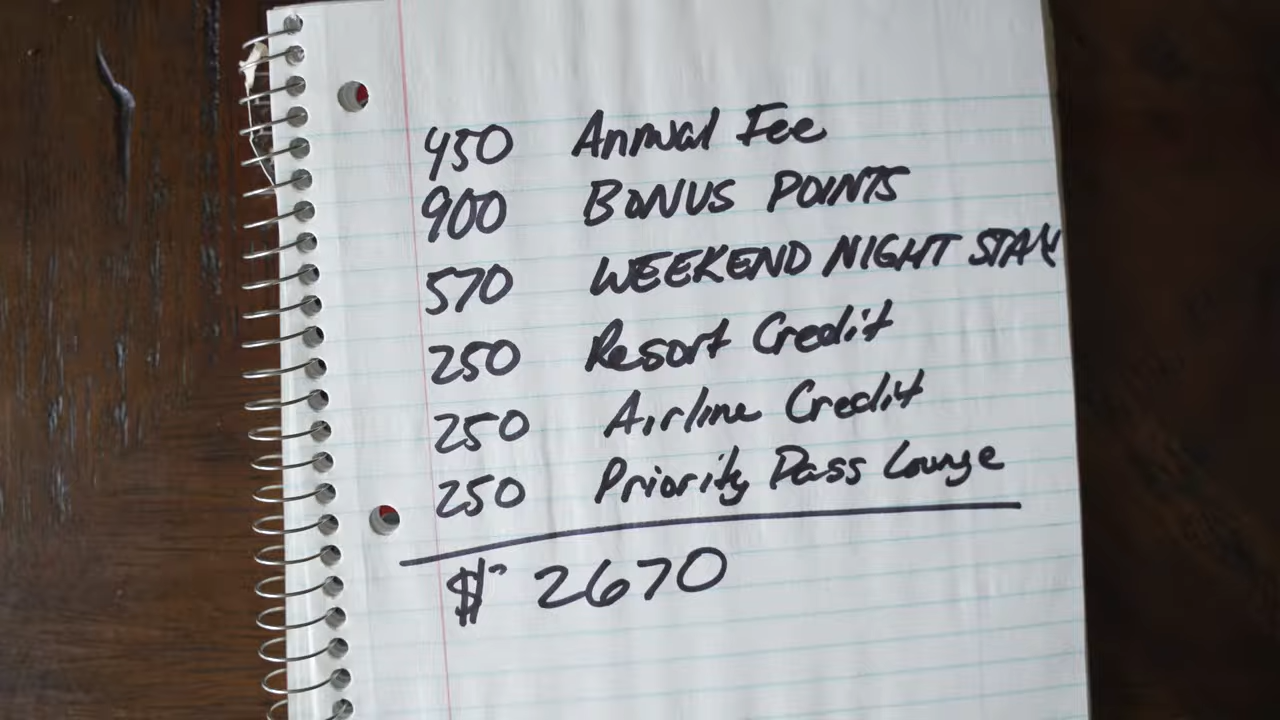 450 Annual Fee
900 BONUS POINTS
570 WEEKEND NIGHT STAY
250 Resort Credit
250 Airline Credit
250 Priority Pass Lounge
$ 2670